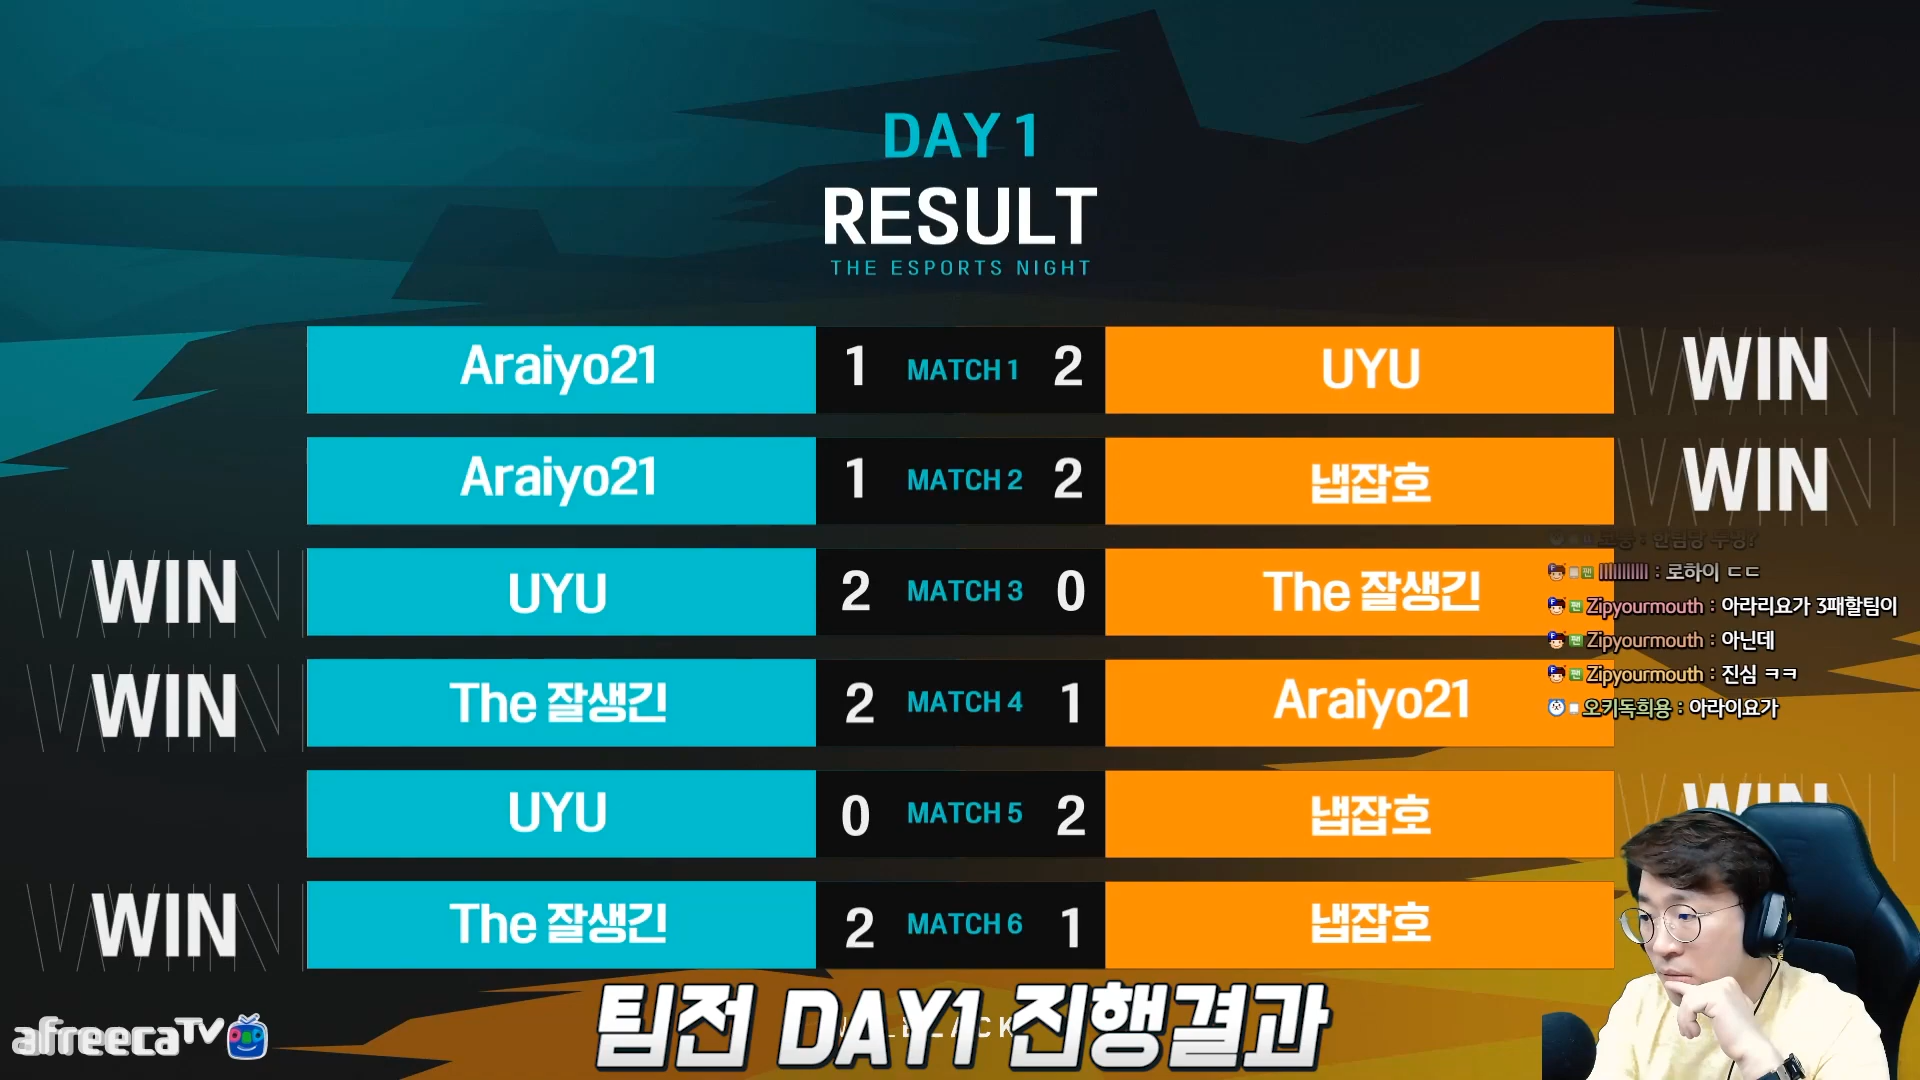 DAY 1
RESULT
THE ESPORTS NIGHT
Araiyo21 1 MATCH 1 2 UYU WIN
Araiyo21 1 MATCH 2 2 냅잡호 WIN
WIN UYU 2 MATCH 3 0 The 잘생긴
WIN The 잘생긴 2 MATCH 4 1 Araiyo21
UYU 0 MATCH 5 2 냅잡호 WIN
WIN The 잘생긴 2 MATCH 6 1 냅잡호
: 로하이 ㄷㄷ
Zipyourmouth : 아라리요가 3패할팀이
Zipyourmouth : 아닌데
Zipyourmouth : 진심 ㅋㅋ
오키독희용 : 아라이요가
팀전 DAY1 진행결과
afreecaTV